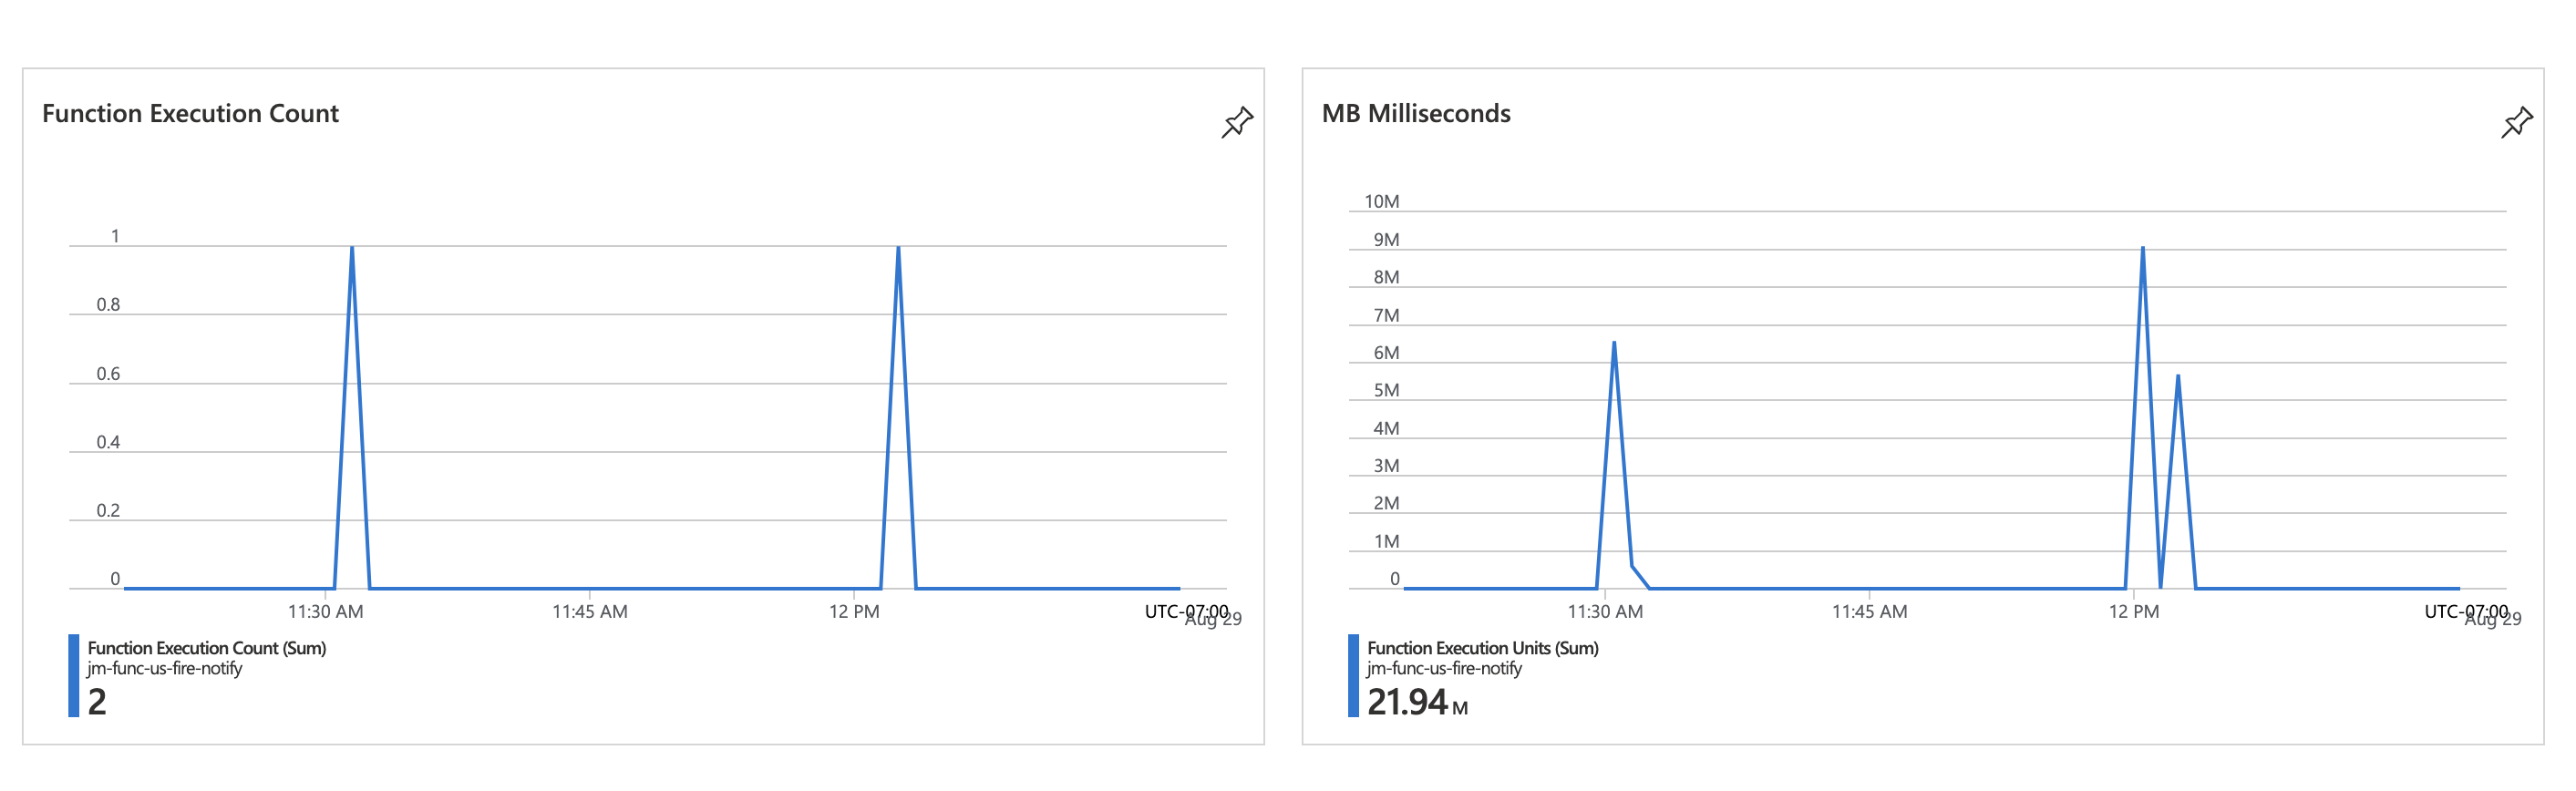 Function Execution Count
1
0.8
0.6
0.4
0.2
0
11:30 AM
11:45 AM
12 PM
UTC-07:00
Aug 29
Function Execution Count (Sum)
jm-func-us-fire-notify
2
MB Milliseconds
10M
9M
8M
7M
6M
5M
4M
3M
2M
1M
0
11:30 AM
11:45 AM
12 PM
UTC-07:00
Aug 29
Function Execution Units (Sum)
jm-func-us-fire-notify
21.94 M